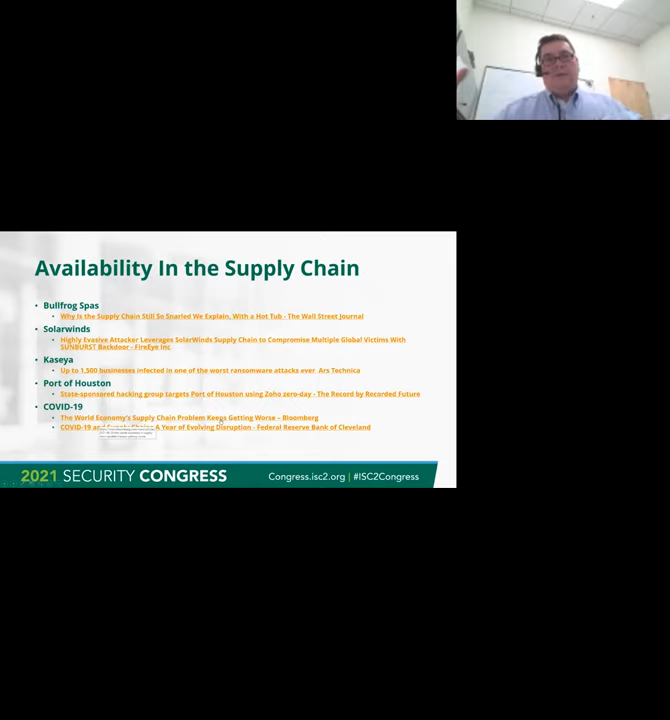 Availability In the Supply Chain
• Bullfrog Spas
• Why Is the Supply Chain Still So Snarled We Explain, With a Hot Tub - The Wall Street Journal
• Solarwinds
• Highly Evasive Attacker Leverages SolarWinds Supply Chain to Compromise Multiple Global Victims With
SUNBURST Backdoor - FireEye Inc
• Kaseya
• Up to 1,500 businesses infected in one of the worst ransomware attacks ever Ars Technica
• Port of Houston
• State-sponsored hacking group targets Port of Houston using Zoho zero-day - The Record by Recorded Future
• COVID-19
• The World Economy's Supply Chain Problem Keeps Getting Worse – Bloomberg
• COVID-19 and Supply Chains A Year of Evolving Disruption - Federal Reserve Bank of Cleveland
2021 SECURITY CONGRESS
Congress.isc2.org | #ISC2Congress